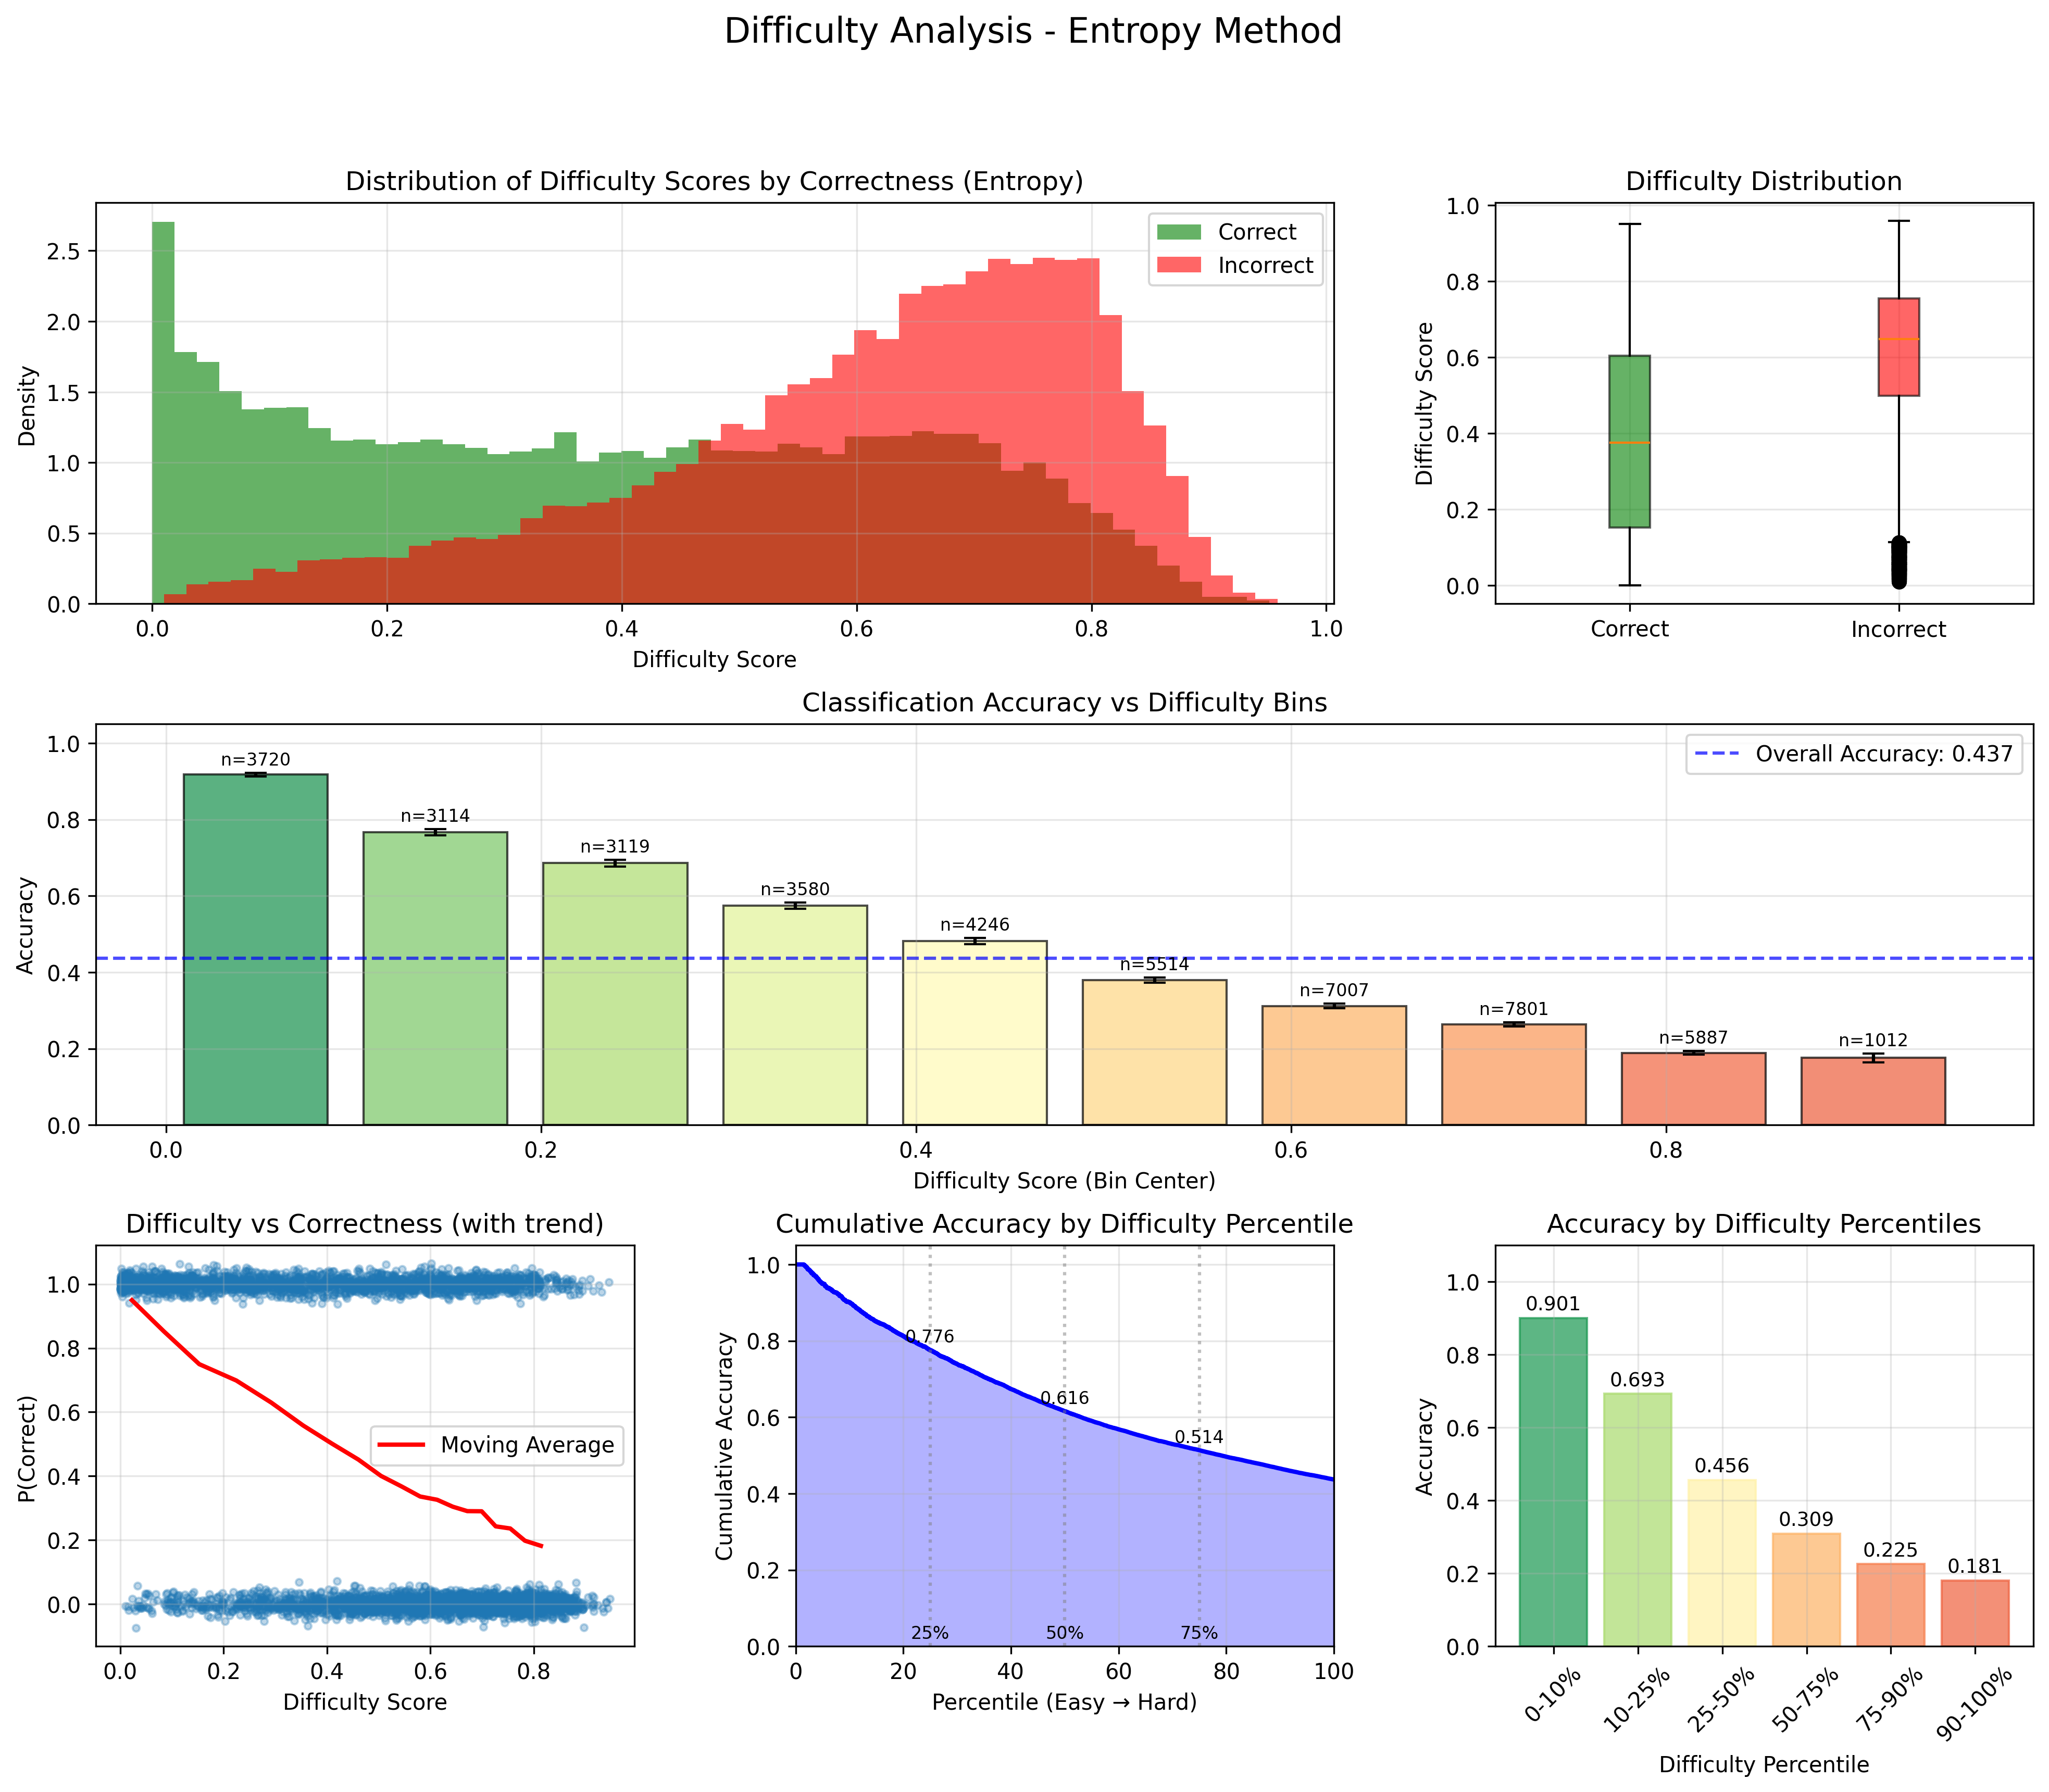 Difficulty Analysis - Entropy Method
Distribution of Difficulty Scores by Correctness (Entropy)
Density
2.5
2.0
1.5
1.0
0.5
0.0
0.0 0.2 0.4 0.6 0.8 1.0
Difficulty Score
Correct
Incorrect
Difficulty Distribution
Difficulty Score
1.0
0.8
0.6
0.4
0.2
0.0
Correct Incorrect
Classification Accuracy vs Difficulty Bins
Accuracy
1.0
0.8
0.6
0.4
0.2
0.0
n=3720
n=3114
n=3119
n=3580
n=4246
n=5514
n=7007
n=7801
n=5887
n=1012
Overall Accuracy: 0.437
0.0 0.2 0.4 0.6 0.8
Difficulty Score (Bin Center)
Difficulty vs Correctness (with trend)
P(Correct)
1.0
0.8
0.6
0.4
0.2
0.0
Moving Average
0.0 0.2 0.4 0.6 0.8
Difficulty Score
Cumulative Accuracy by Difficulty Percentile
Cumulative Accuracy
1.0
0.8
0.6
0.4
0.2
0.0
0.776
0.616
0.514
25% 50% 75%
0 20 40 60 80 100
Percentile (Easy → Hard)
Accuracy by Difficulty Percentiles
Accuracy
1.0
0.8
0.6
0.4
0.2
0.0
0.901
0.693
0.456
0.309
0.225
0.181
0-10% 10-25% 25-50% 50-75% 75-90% 90-100%
Difficulty Percentile